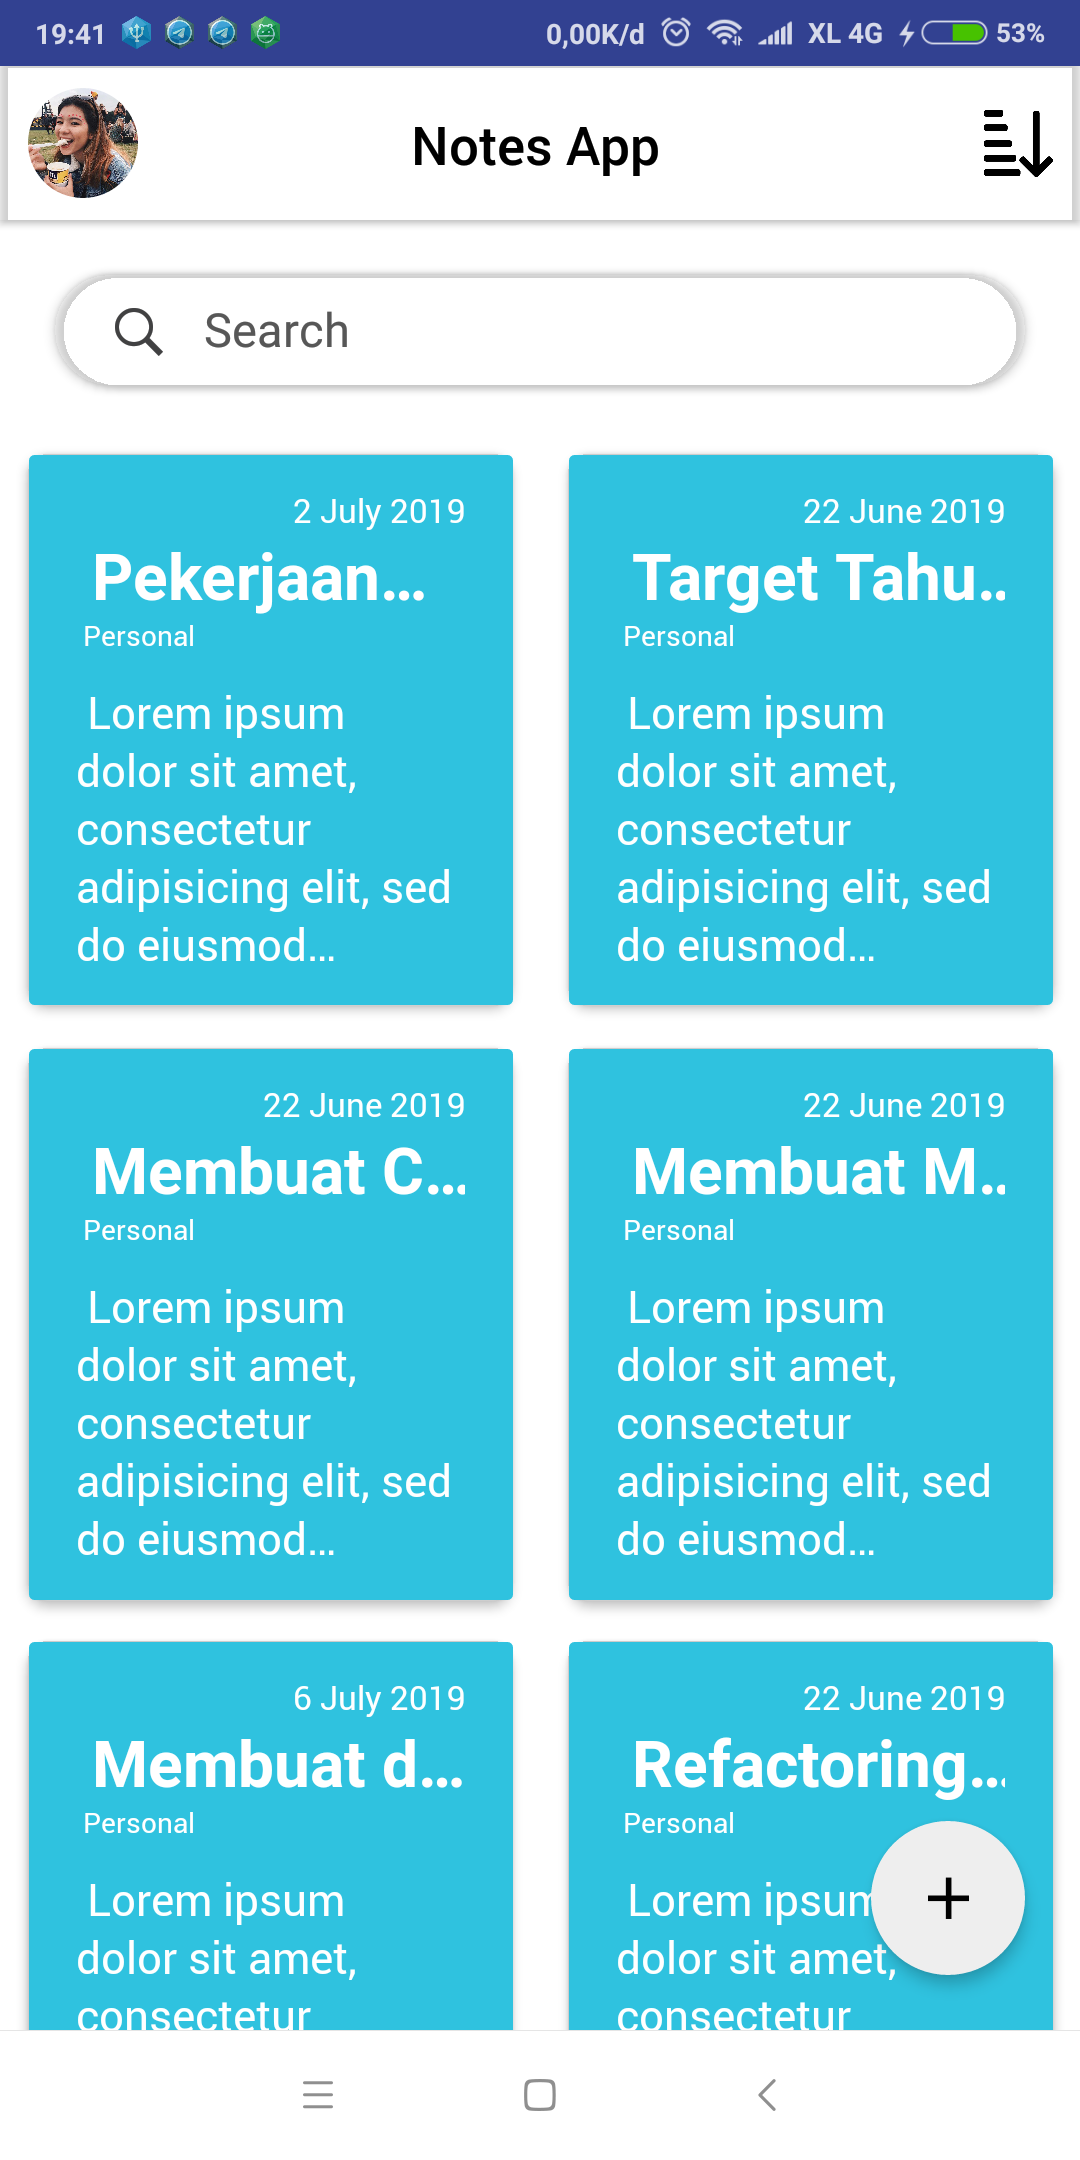 19:41 0,00K/d XL 4G 53%
Notes App
Search
2 July 2019
Pekerjaan...
Personal
Lorem ipsum
dolor sit amet,
consectetur
adipisicing elit, sed
do eiusmod...
22 June 2019
Target Tahu...
Personal
Lorem ipsum
dolor sit amet,
consectetur
adipisicing elit, sed
do eiusmod...
22 June 2019
Membuat C...
Personal
Lorem ipsum
dolor sit amet,
consectetur
adipisicing elit, sed
do eiusmod...
22 June 2019
Membuat M...
Personal
Lorem ipsum
dolor sit amet,
consectetur
adipisicing elit, sed
do eiusmod...
6 July 2019
Membuat d...
Personal
Lorem ipsum
dolor sit amet,
consectetur
22 June 2019
Refactoring...
Personal
Lorem ipsum
dolor sit amet,
consectetur